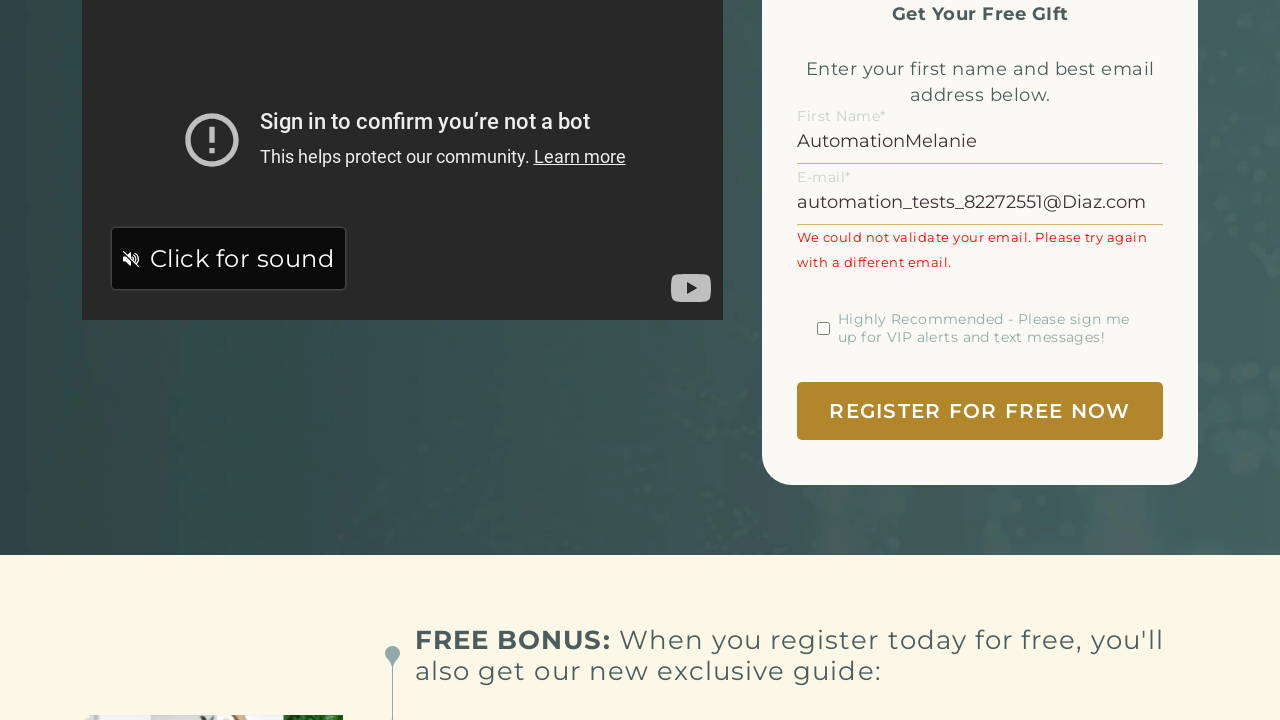 Sign in to confirm you’re not a bot
This helps protect our community. Learn more
Click for sound
Get Your Free GIft
Enter your first name and best email
address below.
First Name*
AutomationMelanie
E-mail*
automation_tests_82272551@Diaz.com
We could not validate your email. Please try again
with a different email.
Highly Recommended - Please sign me
up for VIP alerts and text messages!
REGISTER FOR FREE NOW
FREE BONUS: When you register today for free, you'll
also get our new exclusive guide: